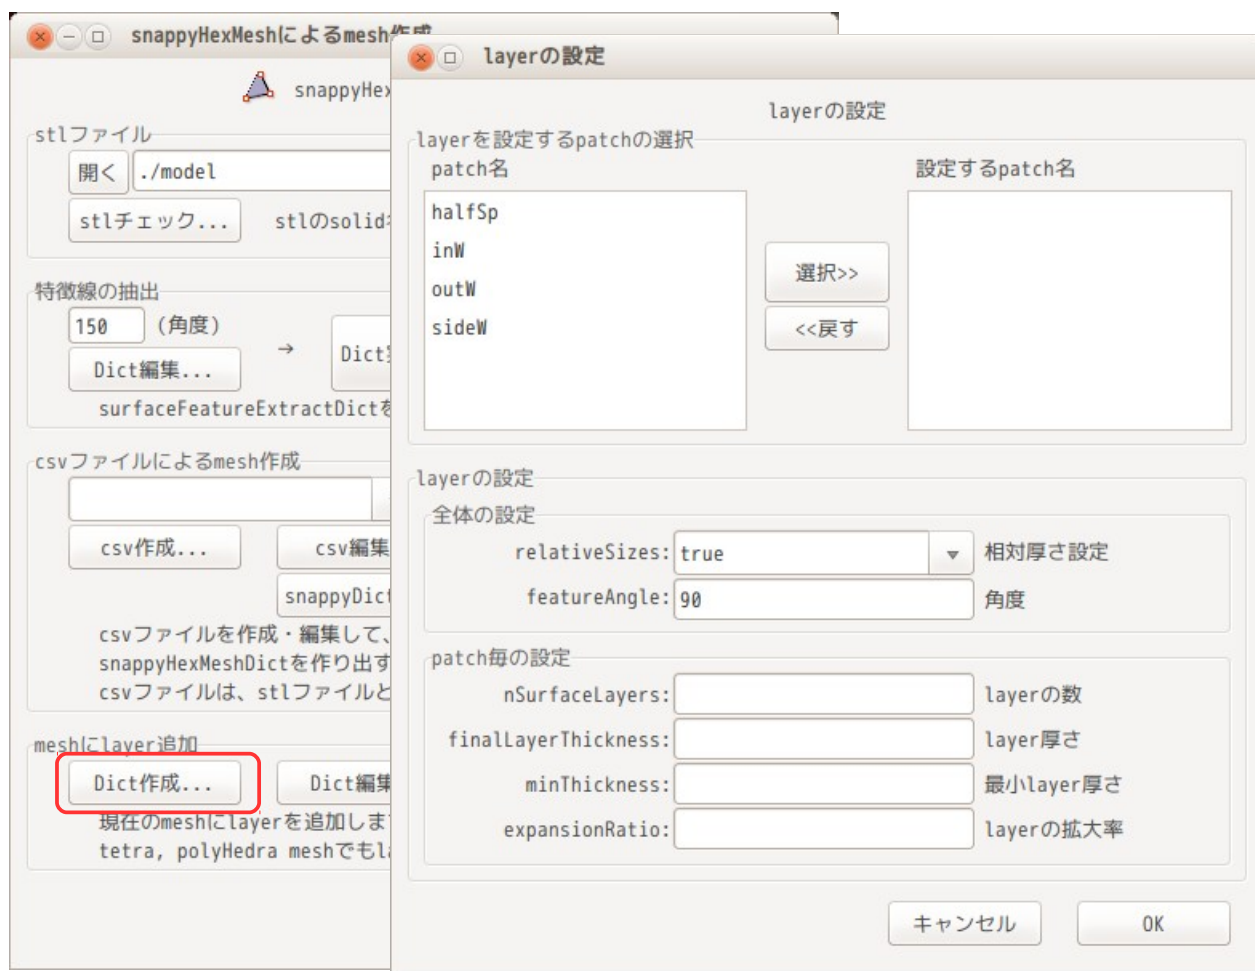 snappyHexMeshによるmesh作成
snappyHex
stlファイル
開く ./model
stlチェック... stlのsolid
特徴線の抽出
150 (角度)
→
Dict
Dict編集...
surfaceFeatureExtractDictを
csvファイルによるmesh作成
csv作成... csv編集
snappyDict
csvファイルを作成・編集して、
snappyHexMeshDictを作り出す
csvファイルは、stlファイルと
meshにlayer追加
Dict作成... Dict編集
現在のmeshにlayerを追加しま
tetra, polyHedra meshでもl
layerの設定
layerの設定
layerを設定するpatchの選択
patch名
halfSp
inW
outW
sideW
選択>>
<<戻す
設定するpatch名
layerの設定
全体の設定
relativeSizes: true 相対厚さ設定
featureAngle: 90 角度
patch毎の設定
nSurfaceLayers: layerの数
finalLayerThickness: layer厚さ
minThickness: 最小layer厚さ
expansionRatio: layerの拡大率
キャンセル OK